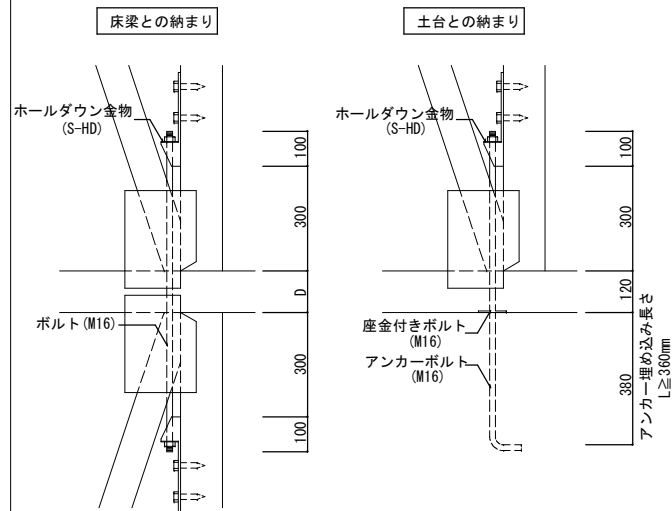 床梁との納まり
土台との納まり
ホールダウン金物
(S-HD)
100
300
D
ボルト(M16)
300
100
ホールダウン金物
(S-HD)
100
300
120
座金付きボルト
(M16)
アンカーボルト
(M16)
380
アンカー埋め込み長さ
L≧360mm